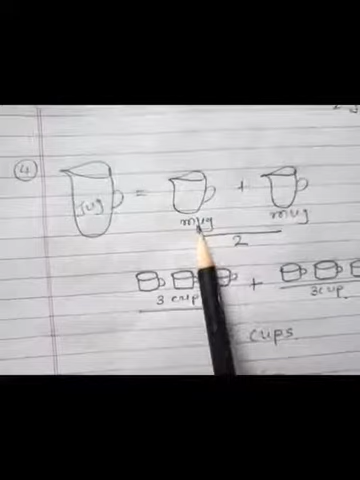 4
Jug = mug + mug
2
3 cup + 3cup.
cups.